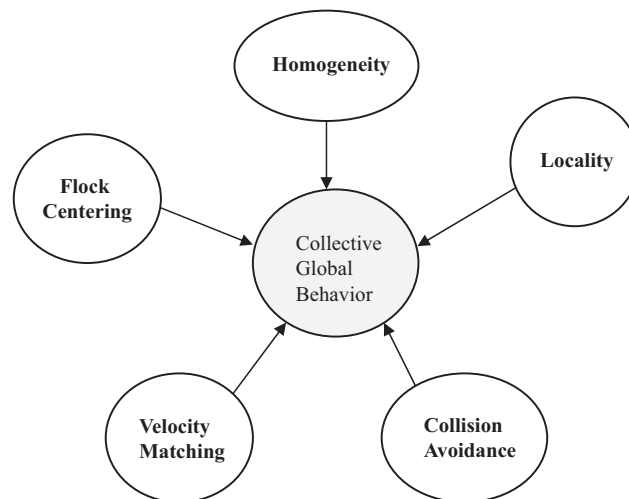 Homogeneity
Locality
Flock
Centering
Collective
Global
Behavior
Velocity
Matching
Collision
Avoidance